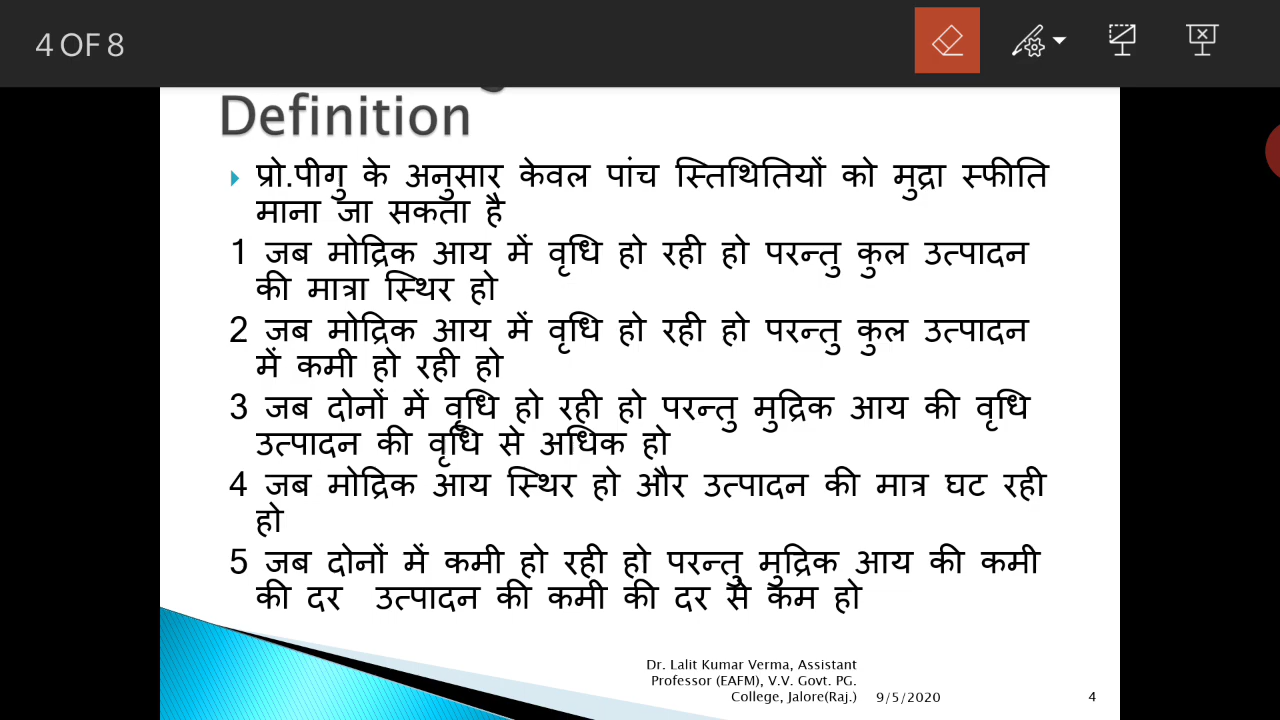 4 OF 8
Definition
प्रो.पीगु के अनुसार केवल पांच स्तिथितियों को मुद्रा स्फीति
माना जा सकता है
1 जब मोद्रिक आय में वृधि हो रही हो परन्तु कुल उत्पादन
की मात्रा स्थिर हो
2 जब मोद्रिक आय में वृधि हो रही हो परन्तु कुल उत्पादन
में कमी हो रही हो
3 जब दोनों में वृधि हो रही हो परन्तु मुद्रिक आय की वृधि
उत्पादन की वृधि से अधिक हो
4 जब मोद्रिक आय स्थिर हो और उत्पादन की मात्र घट रही
हो
5 जब दोनों में कमी हो रही हो परन्तु मुद्रिक आय की कमी
की दर उत्पादन की कमी की दर से कम हो
Dr. Lalit Kumar Verma, Assistant
Professor (EAFM), V.V. Govt. PG.
College, Jalore(Raj.) 9/5/2020 4